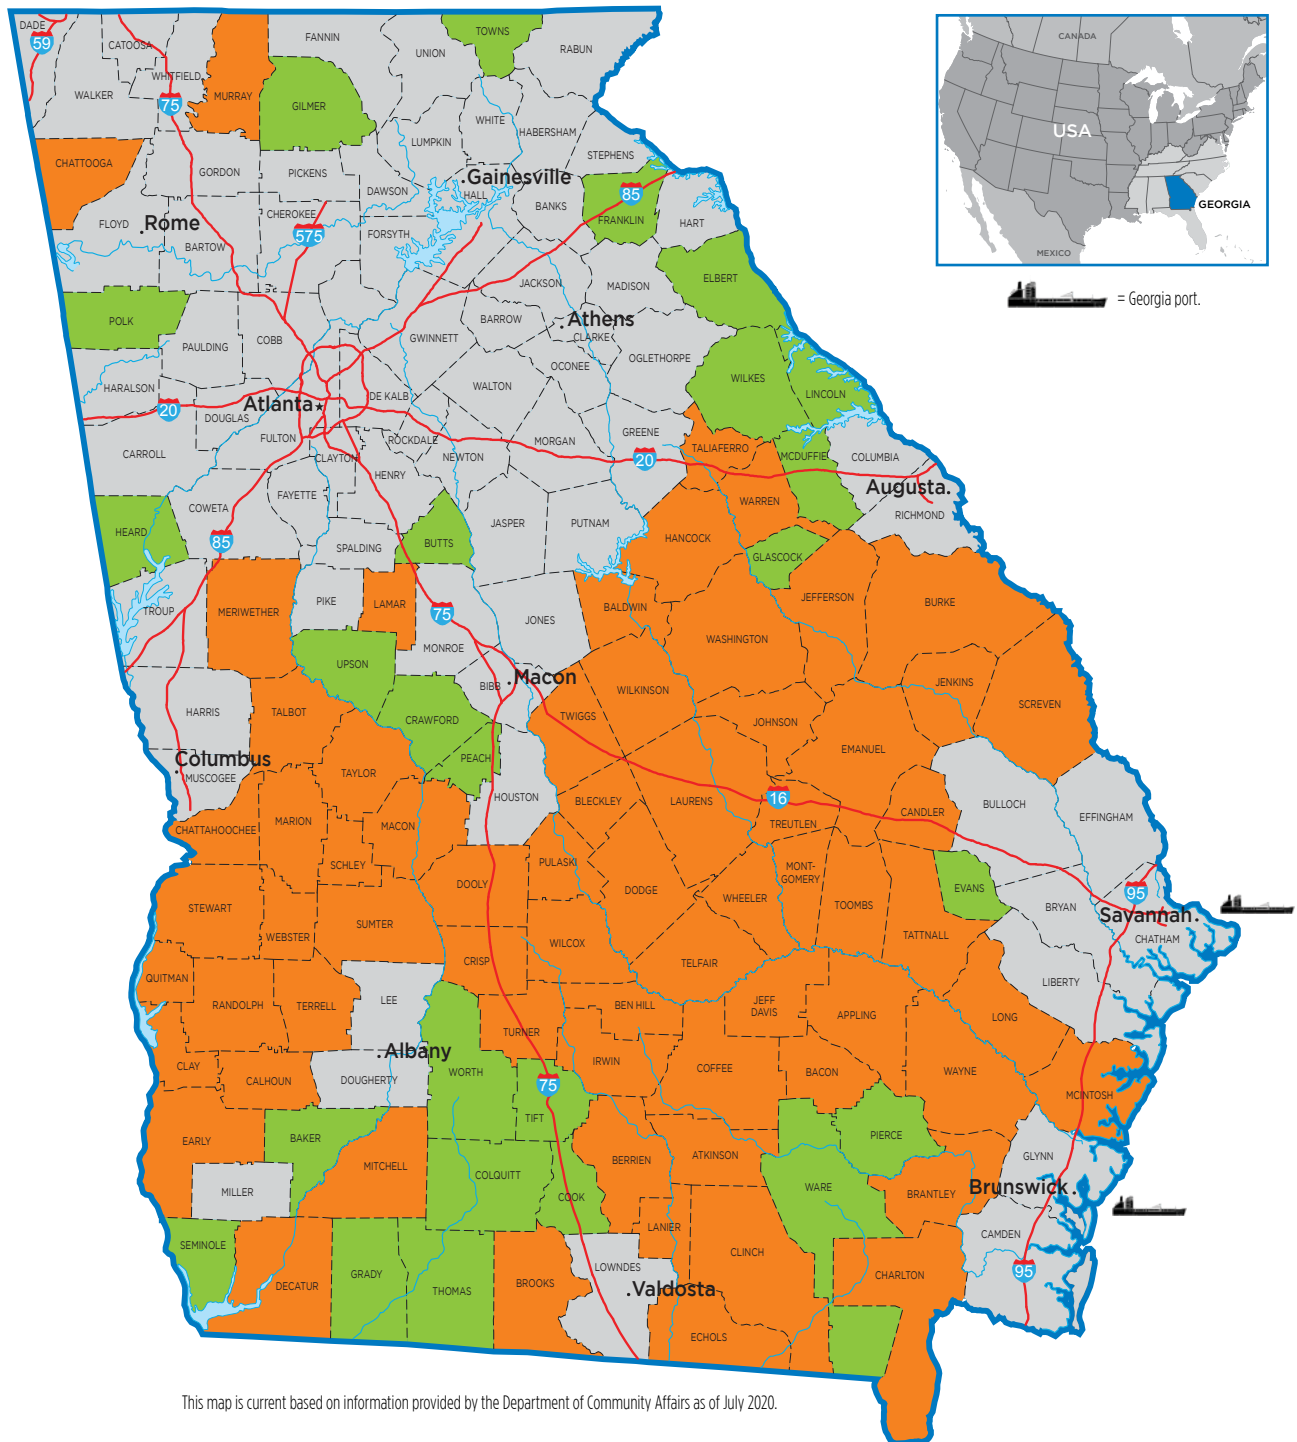 DADE
59
CATOOSA
FANNIN
TOWNS
UNION
RABUN
WHITFIELD
WALKER
75
MURRAY
GILMER
WHITE
HABERSHAM
LUMPKIN
STEPHENS
CHATTOOGA
GORDON
PICKENS
DAWSON
Gainesville
HALL
BANKS
85
FRANKLIN
HART
FLOYD
Rome
CHEROKEE
575
FORSYTH
BARTOW
ELBERT
JACKSON
MADISON
POLK
PAULDING
COBB
GWINNETT
BARROW
Athens
CLARKE
OCONEE
OGLETHORPE
HARALSON
20
DOUGLAS
Atlanta
DE KALB
WALTON
WILKES
LINCOLN
CARROLL
FULTON
CLAYTON
ROCKDALE
NEWTON
MORGAN
GREENE
20
TALIAFERRO
MCDUFFIE
COLUMBIA
HENRY
FAYETTE
COWETA
HEARD
85
SPALDING
BUTTS
JASPER
PUTNAM
HANCOCK
WARREN
Augusta
RICHMOND
GLASCOCK
TROUP
MERIWETHER
PIKE
LAMAR
75
MONROE
JONES
BALDWIN
WASHINGTON
JEFFERSON
BURKE
UPSON
BIBB
Macon
WILKINSON
JENKINS
SCREVEN
HARRIS
TALBOT
CRAWFORD
TWIGGS
JOHNSON
EMANUEL
PEACH
Columbus
MUSCOGEE
TAYLOR
HOUSTON
BLECKLEY
LAURENS
16
TREUTLEN
CANDLER
BULLOCH
EFFINGHAM
CHATTAHOOCHEE
MARION
MACON
SCHLEY
DOOLY
PULASKI
DODGE
WHEELER
MONT-
GOMERY
TOOMBS
EVANS
TATTNALL
BRYAN
95
Savannah
CHATHAM
STEWART
WEBSTER
SUMTER
CRISP
WILCOX
TELFAIR
LIBERTY
QUITMAN
RANDOLPH
TERRELL
LEE
BEN HILL
JEFF
DAVIS
APPLING
LONG
TURNER
CLAY
CALHOUN
Albany
DOUGHERTY
WORTH
75
TIFT
IRWIN
COFFEE
BACON
WAYNE
MCINTOSH
EARLY
BAKER
MITCHELL
COLQUITT
COOK
BERRIEN
ATKINSON
PIERCE
WARE
BRANTLEY
GLYNN
Brunswick
MILLER
SEMINOLE
DECATUR
GRADY
THOMAS
BROOKS
LANIER
CLINCH
CHARLTON
CAMDEN
95
LOWNDES
Valdosta
ECHOLS
CANADA
USA
GEORGIA
MEXICO
= Georgia port.
This map is current based on information provided by the Department of Community Affairs as of July 2020.